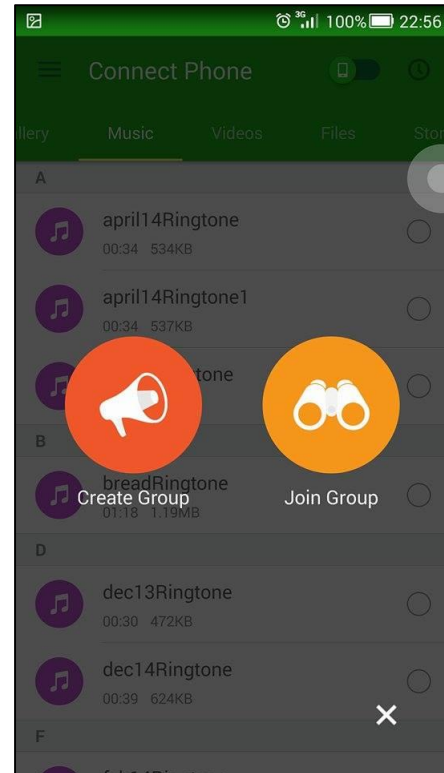 3G 100% 22:56
Connect Phone
llery Music Videos Files Stor
A
april14Ringtone
00:34 534KB
april14Ringtone1
00:34 537KB
tone
B
breadRingtone
01:18 1.19MB
Create Group Join Group
D
dec13Ringtone
00:30 472KB
dec14Ringtone
00:39 624KB
F